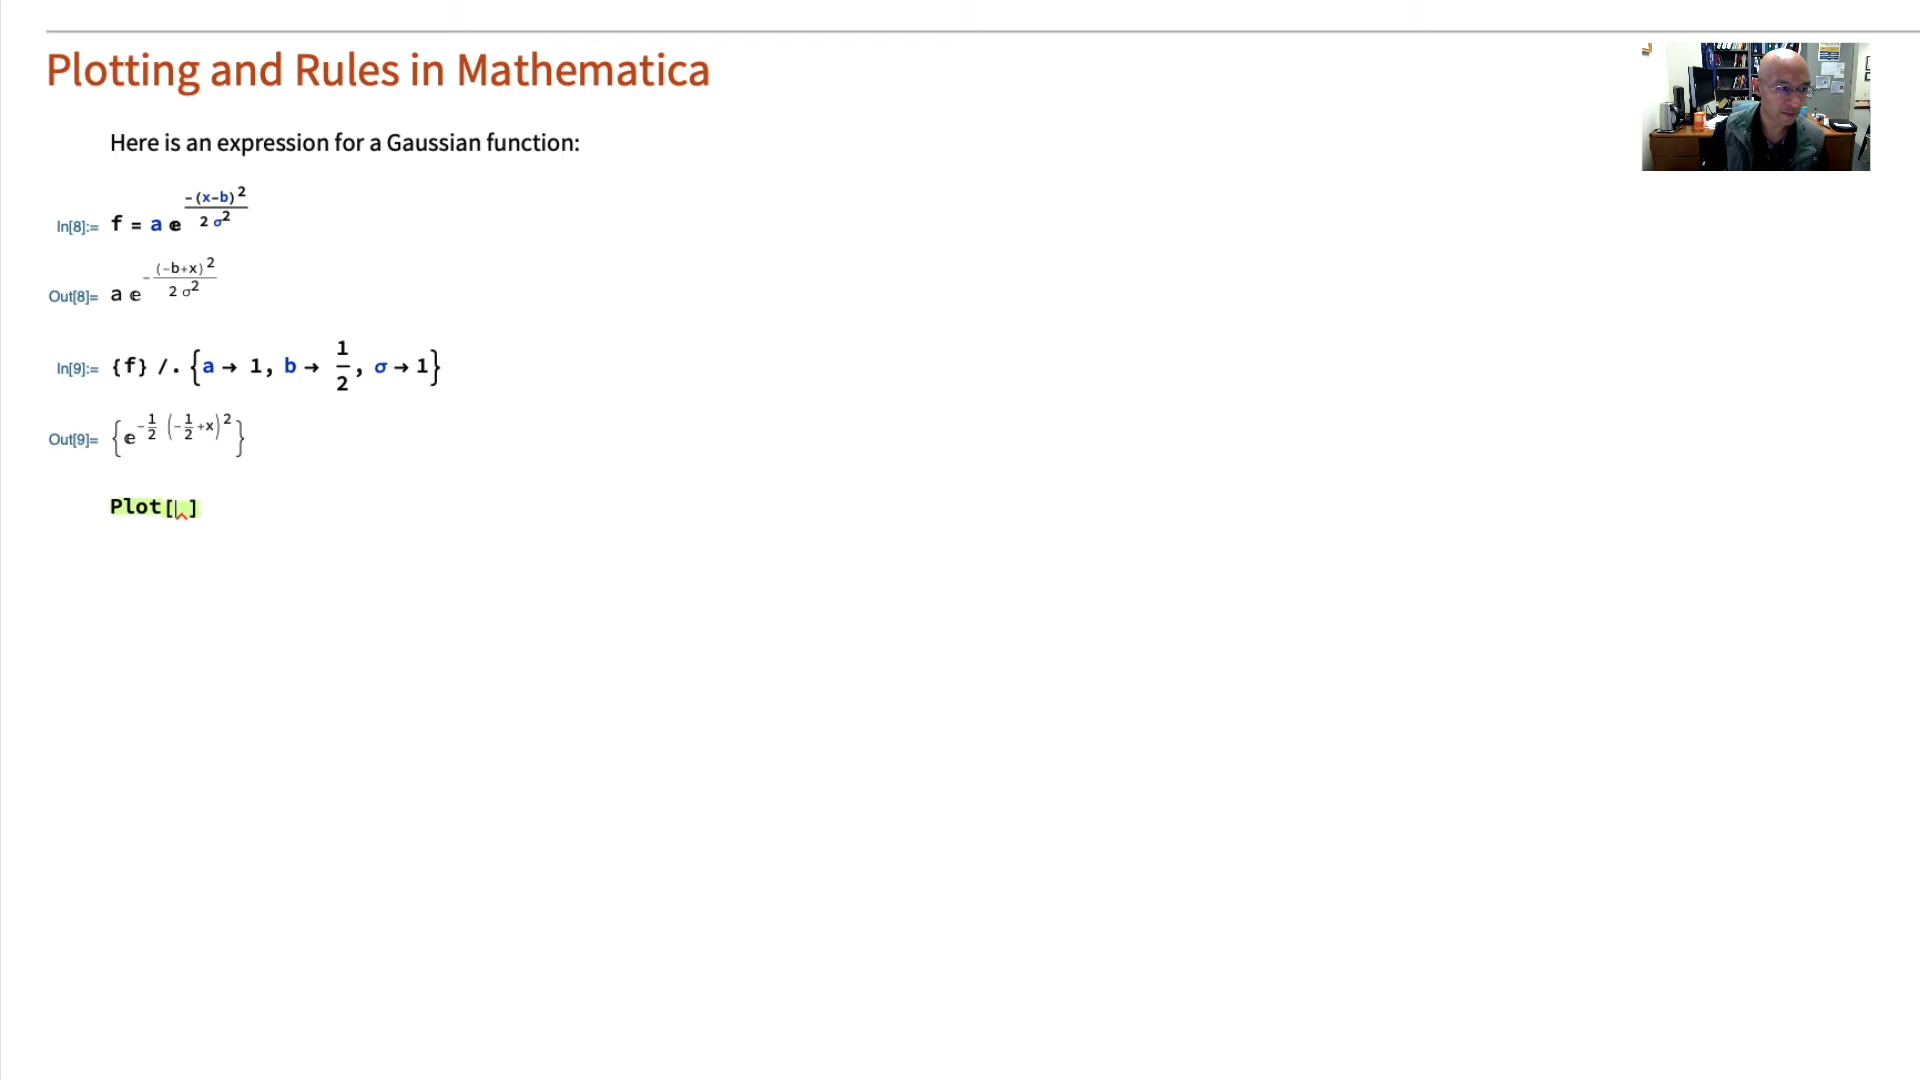 Plotting and Rules in Mathematica
Here is an expression for a Gaussian function:
In[8]:= f = a e^(-(x-b)^2 / 2 σ^2)
Out[8]= a e^(-(-b+x)^2 / 2 σ^2)
In[9]:= {f} /. {a → 1, b → 1/2, σ → 1}
Out[9]= {e^(-1/2 (-1/2+x)^2)}
Plot[]